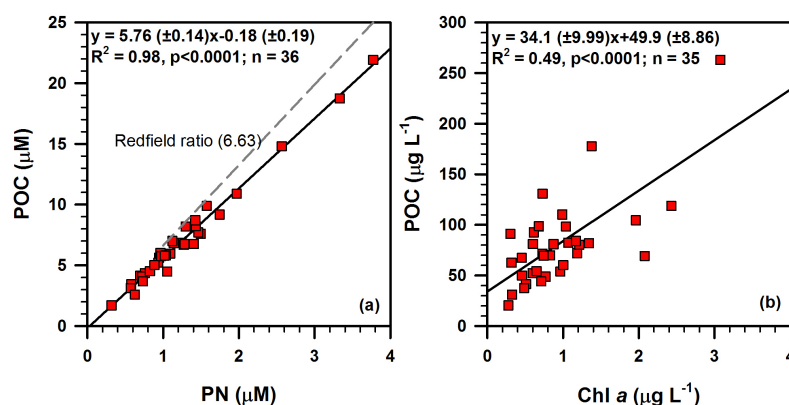 y = 5.76 (±0.14)x-0.18 (±0.19)
R² = 0.98, p<0.0001; n = 36
Redfield ratio (6.63)
POC (μM)
25
20
15
10
5
0
0 1 2 3 4
PN (μM)
(a)
y = 34.1 (±9.99)x+49.9 (±8.86)
R² = 0.49, p<0.0001; n = 35
POC (μg L⁻¹)
300
250
200
150
100
50
0
0 1 2 3 4
Chl a (μg L⁻¹)
(b)